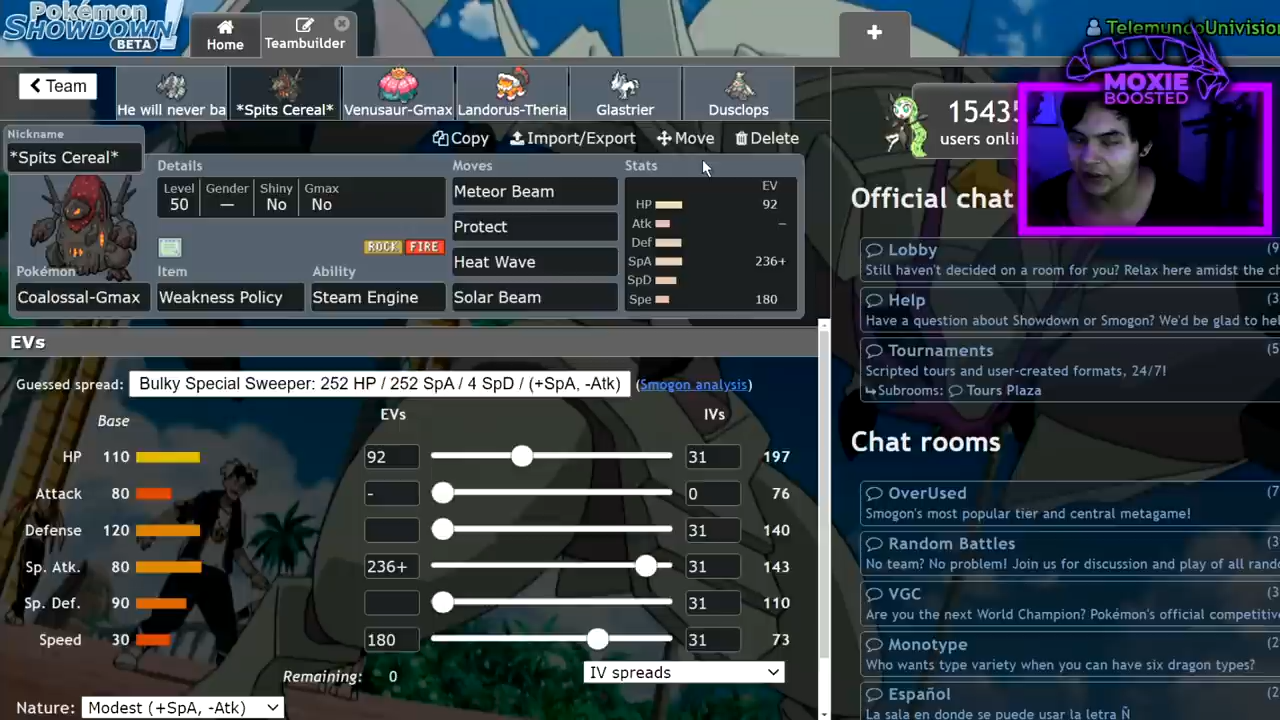 Pokémon
SHOWDOWN!
BETA
Home
Teambuilder
+
TelemundoUnivision
MOXIE
BOOSTED
Team
He will never ba
*Spits Cereal*
Venusaur-Gmax
Landorus-Theria
Glastrier
Dusclops
Copy
Import/Export
Move
Delete
Nickname
*Spits Cereal*
Details
Level
50
Gender
—
Shiny
No
Gmax
No
ROCK
FIRE
Pokémon
Coalossal-Gmax
Item
Weakness Policy
Ability
Steam Engine
Moves
Meteor Beam
Protect
Heat Wave
Solar Beam
Stats
EV
HP 92
Atk –
Def
SpA 236+
SpD
Spe 180
EVs
Guessed spread: Bulky Special Sweeper: 252 HP / 252 SpA / 4 SpD / (+SpA, -Atk) (Smogon analysis)
Base EVs IVs
HP 110 92 31 197
Attack 80 - 0 76
Defense 120 31 140
Sp. Atk. 80 236+ 31 143
Sp. Def. 90 31 110
Speed 30 180 31 73
Remaining: 0
IV spreads
Nature: Modest (+SpA, -Atk)
15435
users onli
Official chat
Lobby
(9
Still haven't decided on a room for you? Relax here amidst the ch
Help
(3
Have a question about Showdown or Smogon? We'd be glad to hel
Tournaments
(5
Scripted tours and user-created formats, 24/7!
Subrooms: Tours Plaza
Chat rooms
OverUsed
(7
Smogon's most popular tier and central metagame!
Random Battles
(3
No team? No problem! Join us for discussion and play of all rando
VGC
(3
Are you the next World Champion? Pokémon's official competitiv
Monotype
(2
Who wants type variety when you can have six dragon types?
Español
(2
La sala en donde se puede usar la letra Ñ